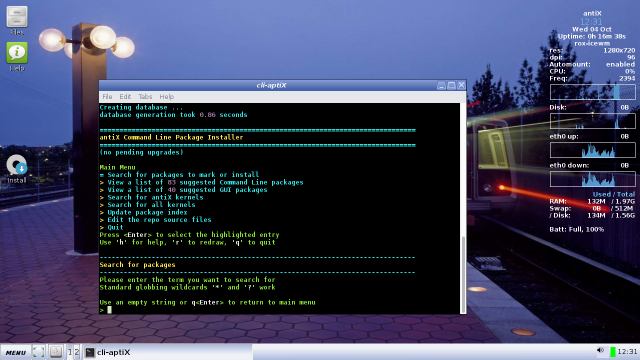 Files
Help
Install
antiX
12:31
Wed 04 Oct
Uptime: 0h 16m 38s
rox-icewm
res: 1280x720
dpi: 96
Automount: enabled
CPU: 0%
Freq: 2394
Disk: 0B
eth0 up: 0B
eth0 down: 0B
Used / Total
RAM: 132M / 1.97G
Swap: 0B / 512M
/ Disk: 134M / 1.56G
Batt: Full, 100%
cli-aptiX
File Edit Tabs Help
Creating database ...
database generation took 0.86 seconds
antiX Command Line Package Installer
(no pending upgrades)
Main Menu
= Search for packages to mark or install
> View a list of 83 suggested Command Line packages
> View a list of 40 suggested GUI packages
> Search for antiX kernels
> Search for all kernels
> Update package index
> Edit the repo source files
> Quit
Press <Enter> to select the highlighted entry
Use 'h' for help, 'r' to redraw, 'q' to quit
Search for packages
Please enter the term you want to search for
Standard globbing wildcards '*' and '?' work
Use an empty string or q<Enter> to return to main menu
>
MENU 1 2 cli-aptiX 12:31